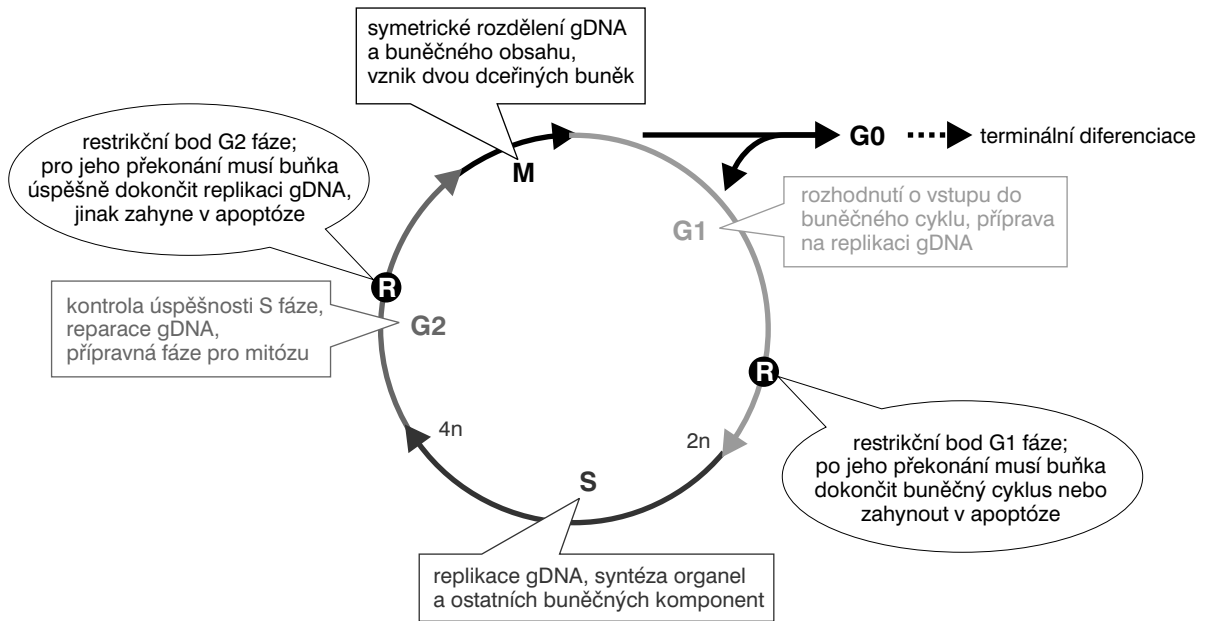 symetrické rozdělení gDNA
a buněčného obsahu,
vznik dvou dceřiných buněk
restrikční bod G2 fáze;
pro jeho překonání musí buňka
úspěšně dokončit replikaci gDNA,
jinak zahyne v apoptóze
M
G0
terminální diferenciace
rozhodnutí o vstupu do
buněčného cyklu, příprava
na replikaci gDNA
G1
R
kontrola úspěšnosti S fáze,
reparace gDNA,
přípravná fáze pro mitózu
G2
R
4n
2n
restrikční bod G1 fáze;
po jeho překonání musí buňka
dokončit buněčný cyklus nebo
zahynout v apoptóze
S
replikace gDNA, syntéza organel
a ostatních buněčných komponent